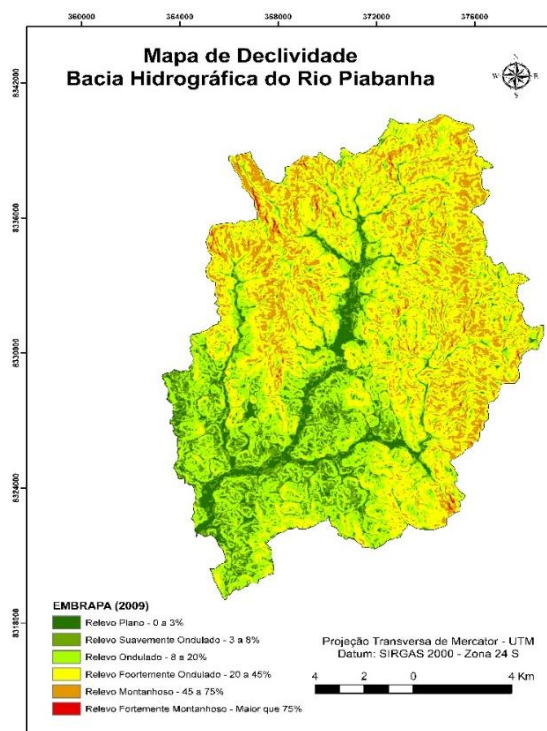 360000 364000 368000 372000 376000
Mapa de Declividade
Bacia Hidrográfica do Rio Piabanha
N
W E
S
8342000
8336000
8330000
8324000
8318000
EMBRAPA (2009)
Relevo Plano - 0 a 3%
Relevo Suavemente Ondulado - 3 a 8%
Relevo Ondulado - 8 a 20%
Relevo Foortemente Ondulado - 20 a 45%
Relevo Montanhoso - 45 a 75%
Relevo Fortemente Montanhoso - Maior que 75%
Projeção Transversa de Mercator - UTM
Datum: SIRGAS 2000 - Zona 24 S
4 2 0 4 Km